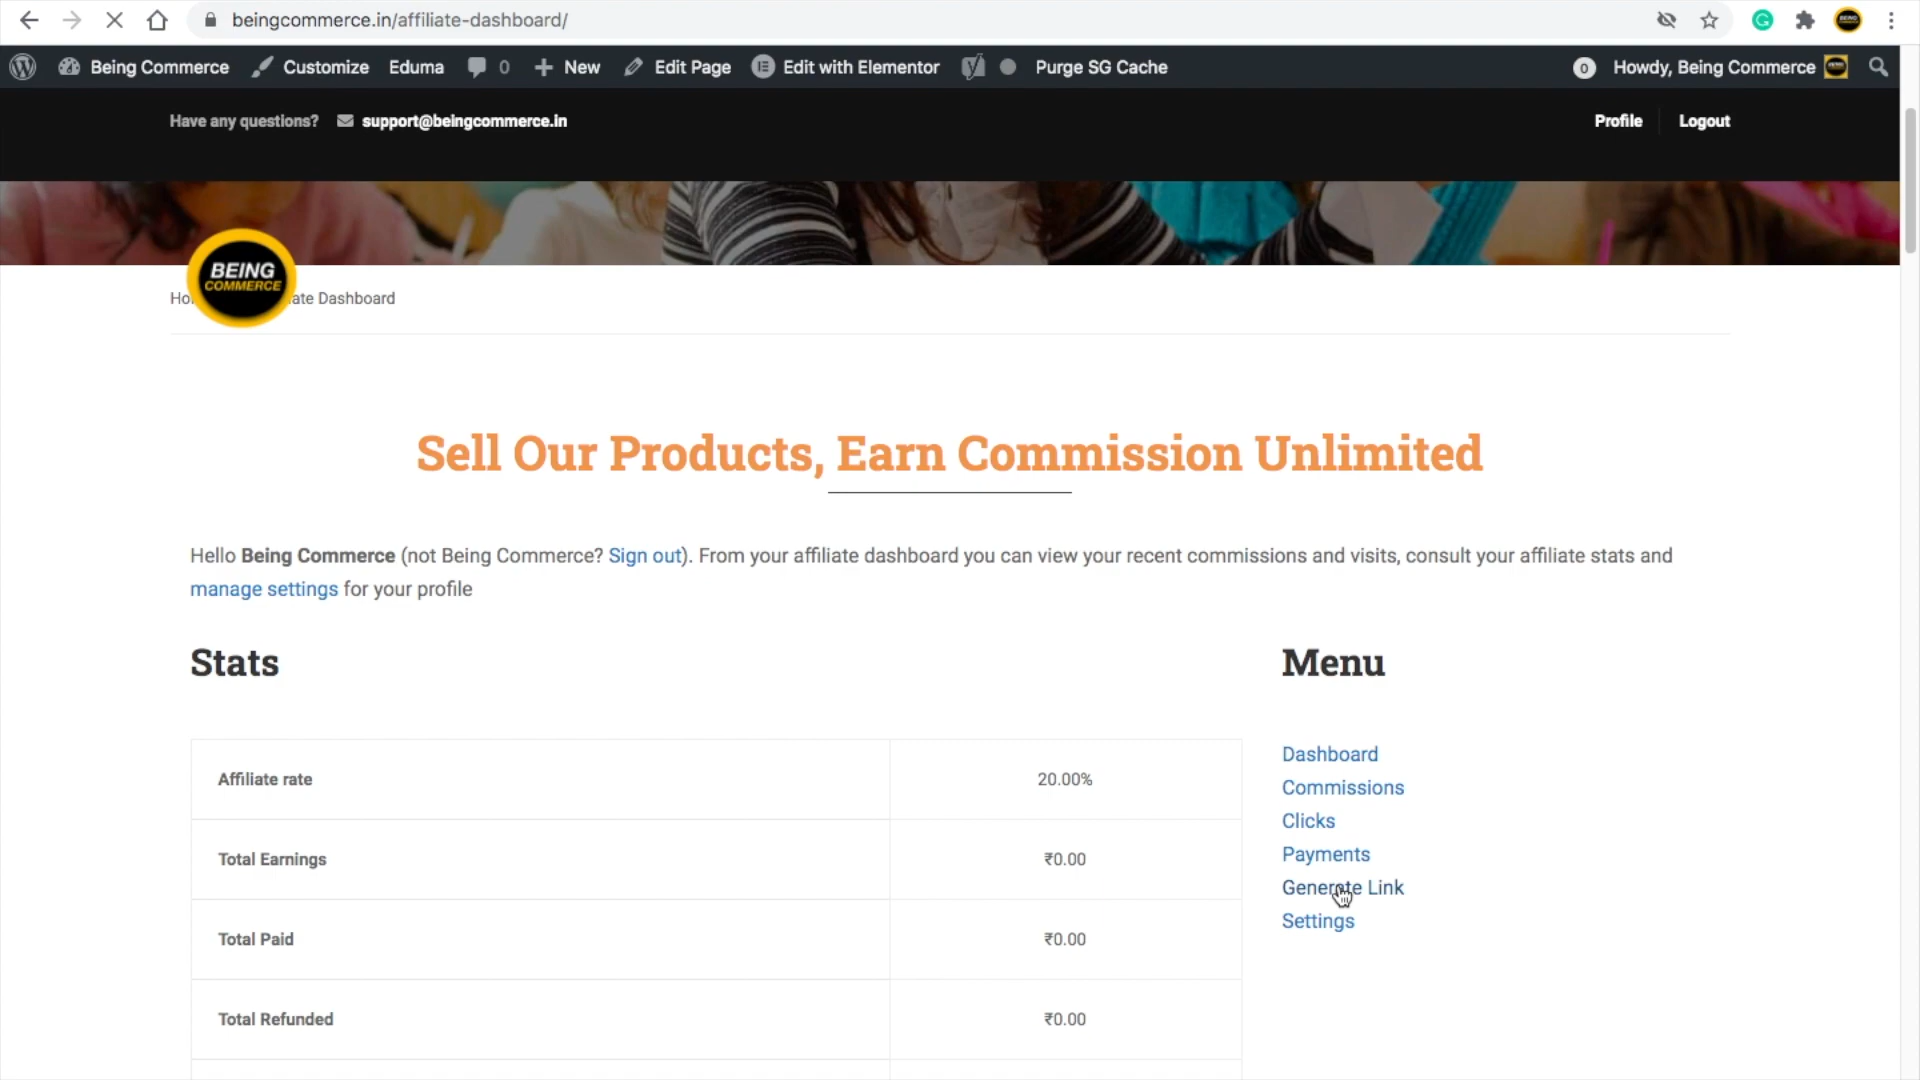 beingcommerce.in/affiliate-dashboard/
Being Commerce Customize Eduma 0 New Edit Page Edit with Elementor Purge SG Cache 0 Howdy, Being Commerce
Have any questions? support@beingcommerce.in Profile Logout
BEING
COMMERCE
Ho ate Dashboard
Sell Our Products, Earn Commission Unlimited
Hello Being Commerce (not Being Commerce? Sign out). From your affiliate dashboard you can view your recent commissions and visits, consult your affiliate stats and
manage settings for your profile
Stats
Menu
Affiliate rate 20.00%
Total Earnings ₹0.00
Total Paid ₹0.00
Total Refunded ₹0.00
Dashboard
Commissions
Clicks
Payments
Generate Link
Settings